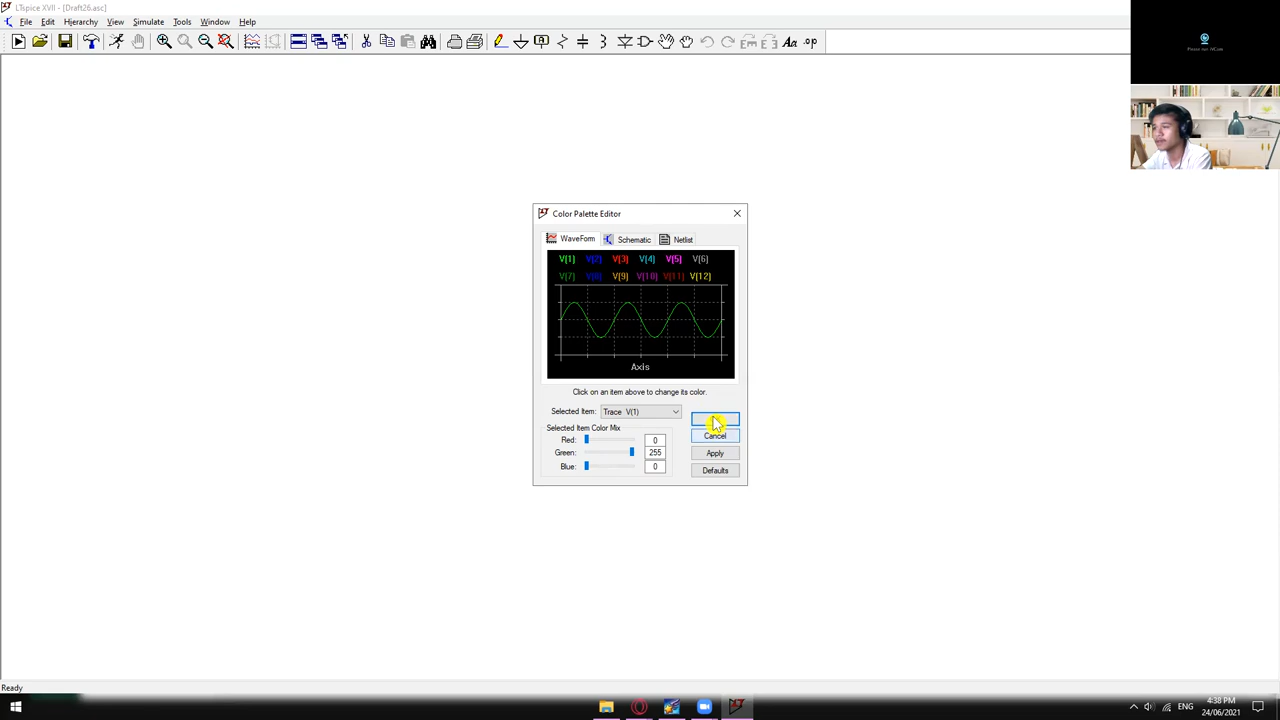 LTspice XVII - [Draft26.asc]
File Edit Hierarchy View Simulate Tools Window Help
.op
Color Palette Editor
WaveForm Schematic Netlist
V(1) V(2) V(3) V(4) V(5) V(6)
V(7) V(8) V(9) V(10) V(11) V(12)
Axis
Click on an item above to change its color.
Selected Item: Trace V(1)
Selected Item Color Mix
Red: 0
Green: 255
Blue: 0
Cancel
Apply
Defaults
Ready
ENG
4:38 PM
24/06/2021